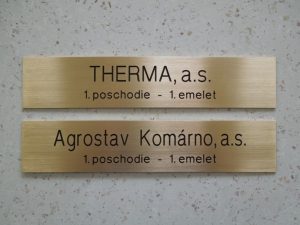 THERMA, a.s.
1. poschodie - 1. emelet
Agrostav Komárno, a.s.
1. poschodie - 1. emelet